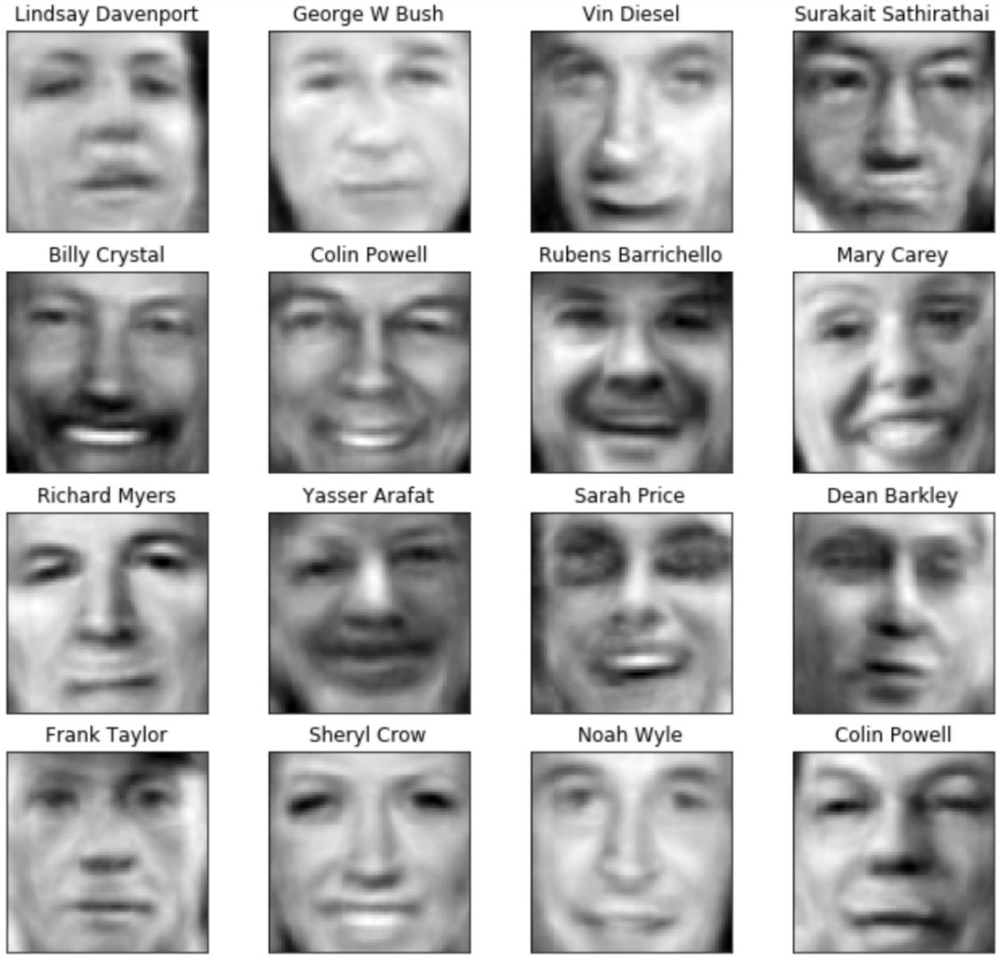 Lindsay Davenport George W Bush Vin Diesel Surakait Sathirathai
Billy Crystal Colin Powell Rubens Barrichello Mary Carey
Richard Myers Yasser Arafat Sarah Price Dean Barkley
Frank Taylor Sheryl Crow Noah Wyle Colin Powell